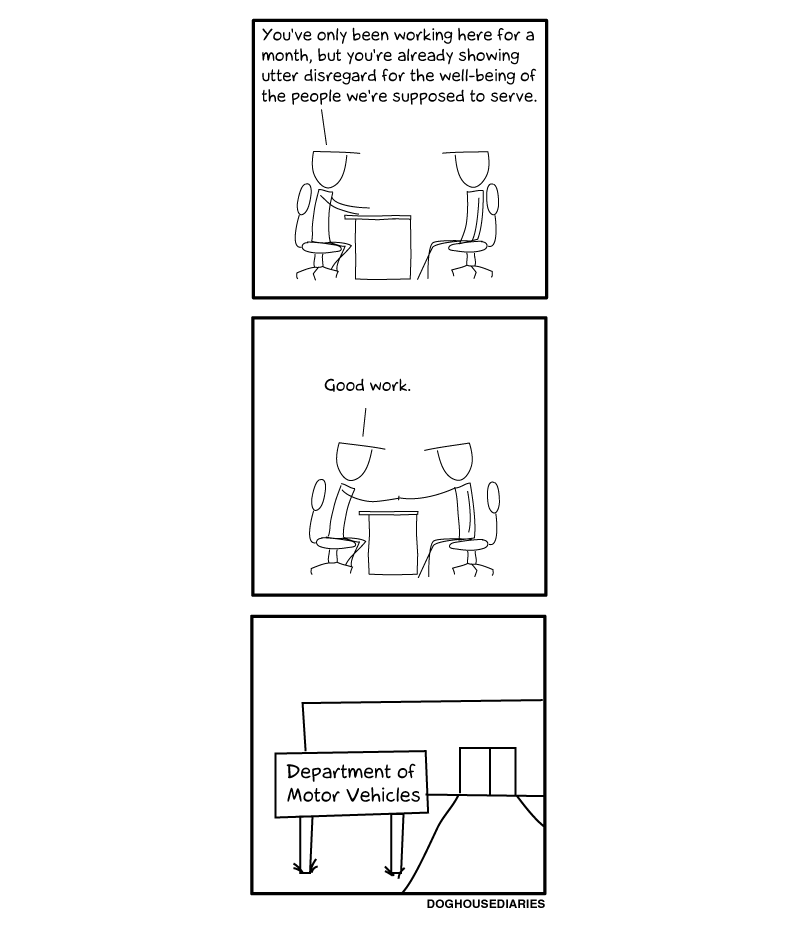 You've only been working here for a
month, but you're already showing
utter disregard for the well-being of
the people we're supposed to serve.
Good work.
Department of
Motor Vehicles
DOGHOUSEDIARIES